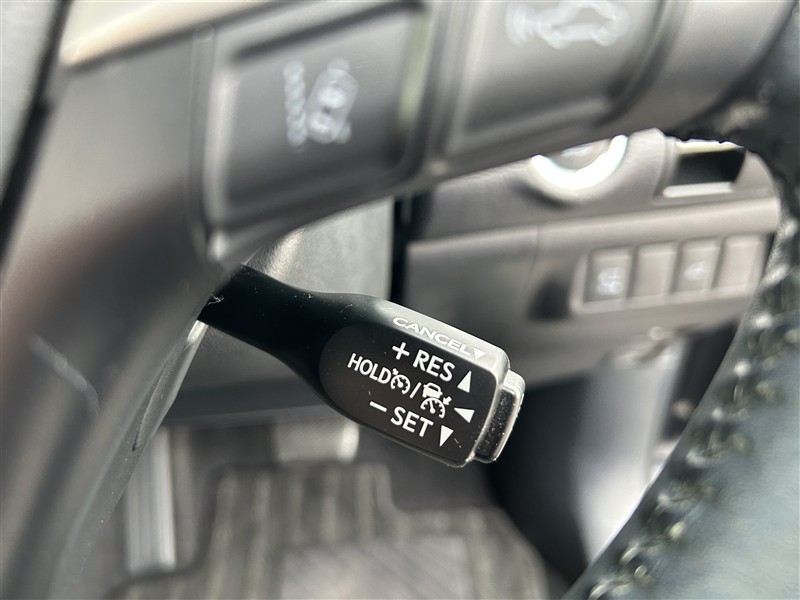 CANCEL▼
+ RES ▲
HOLD / ◀
− SET ▼